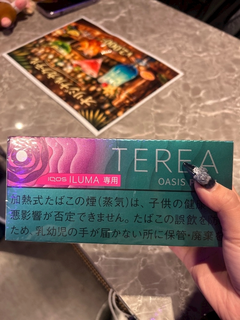 TEREA
OASIS
IQOS ILUMA 専用
加熱式たばこの煙(蒸気)は、子供の健
悪影響が否定できません。たばこの誤飲を
ため、乳幼児の手が届かない所に保管・廃棄